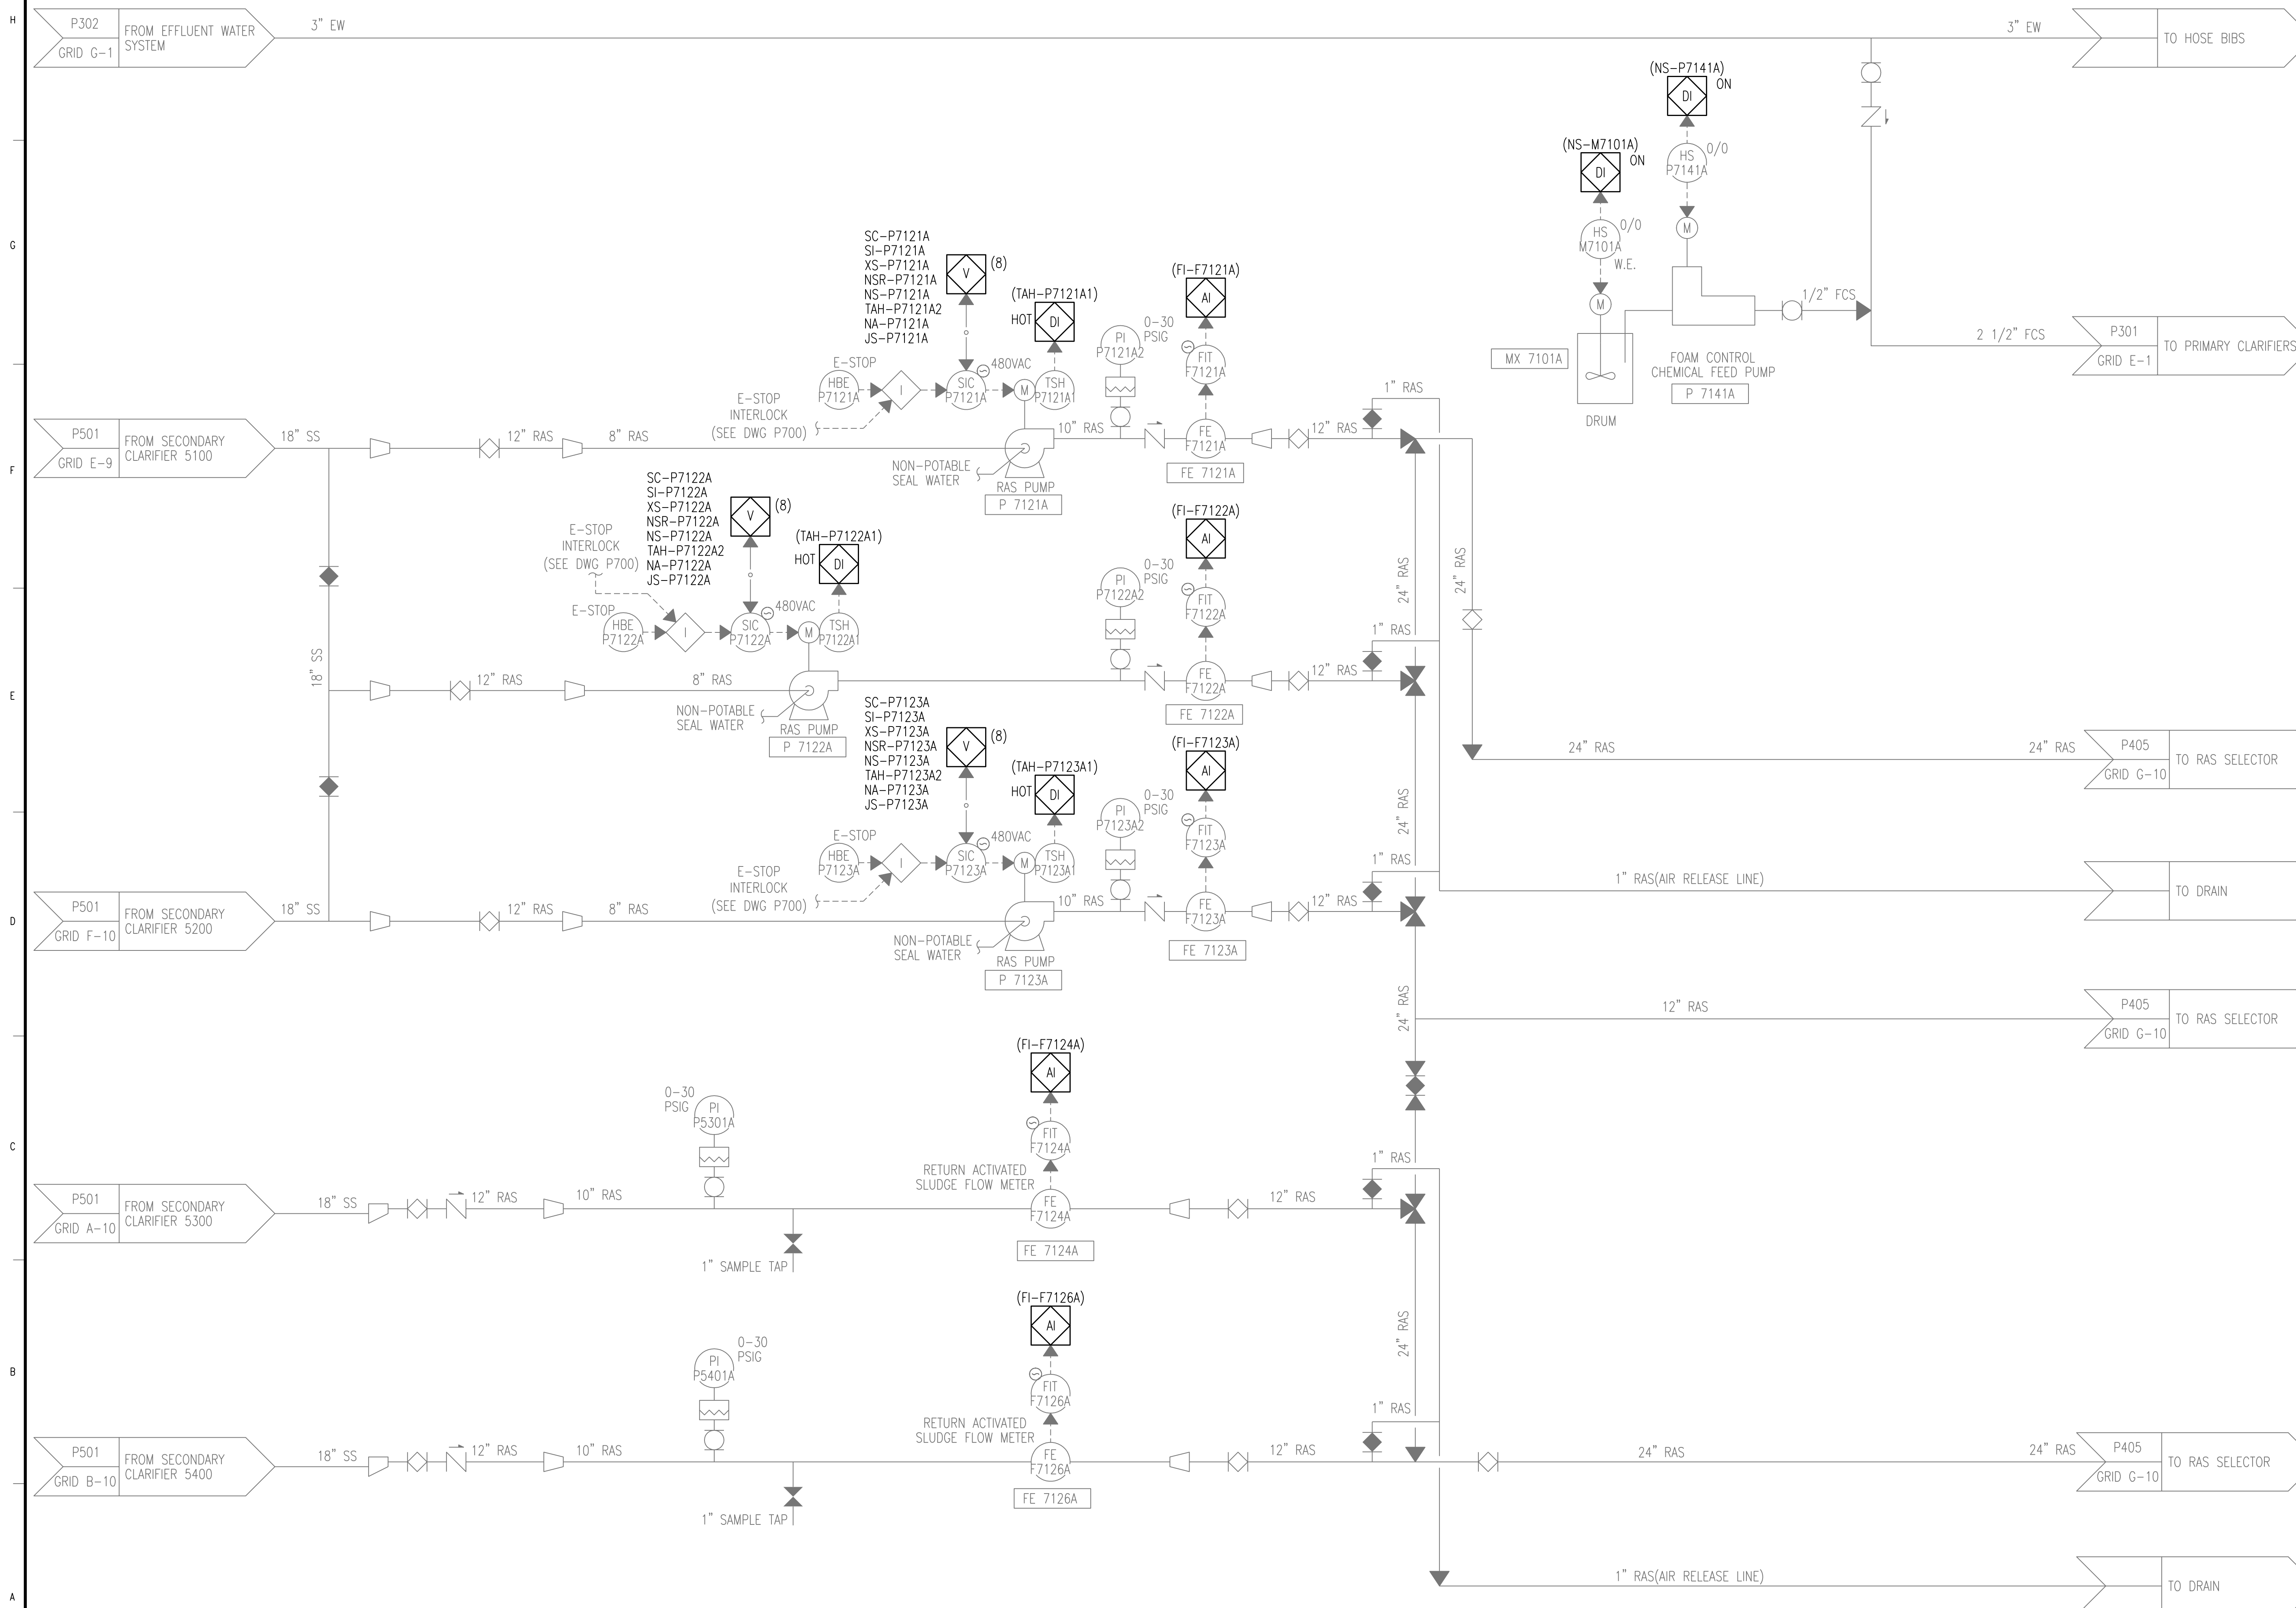 H
P302
GRID G-1
FROM EFFLUENT WATER
SYSTEM
3" EW
3" EW
TO HOSE BIBS
(NS-P7141A)
DI
ON
HS
P7141A
O/O
M
(NS-M7101A)
DI
ON
HS
M7101A
O/O
W.E.
M
1/2" FCS
MX 7101A
DRUM
FOAM CONTROL
CHEMICAL FEED PUMP
P 7141A
2 1/2" FCS
P301
GRID E-1
TO PRIMARY CLARIFIERS
G
SC-P7121A
SI-P7121A
XS-P7121A
NSR-P7121A
NS-P7121A
TAH-P7121A2
NA-P7121A
JS-P7121A
V
(8)
(TAH-P7121A1)
HOT
DI
(FI-F7121A)
AI
0-30
PSIG
PI
P7121A2
FIT
F7121A
E-STOP
HBE
P7121A
I
SIC
P7121A
480VAC
M
TSH
P7121A1
E-STOP
INTERLOCK
(SEE DWG P700)
1" RAS
P501
GRID E-9
FROM SECONDARY
CLARIFIER 5100
18" SS
12" RAS
8" RAS
10" RAS
FE
F7121A
12" RAS
F
NON-POTABLE
SEAL WATER
RAS PUMP
P 7121A
FE 7121A
SC-P7122A
SI-P7122A
XS-P7122A
NSR-P7122A
NS-P7122A
TAH-P7122A2
NA-P7122A
JS-P7122A
V
(8)
(TAH-P7122A1)
HOT
DI
(FI-F7122A)
AI
E-STOP
INTERLOCK
(SEE DWG P700)
0-30
PSIG
PI
P7122A2
FIT
F7122A
24" RAS
24" RAS
E-STOP
HBE
P7122A
I
SIC
P7122A
480VAC
M
TSH
P7122A1
1" RAS
18" SS
E
12" RAS
8" RAS
FE
F7122A
12" RAS
NON-POTABLE
SEAL WATER
RAS PUMP
P 7122A
FE 7122A
SC-P7123A
SI-P7123A
XS-P7123A
NSR-P7123A
NS-P7123A
TAH-P7123A2
NA-P7123A
JS-P7123A
V
(8)
(TAH-P7123A1)
HOT
DI
(FI-F7123A)
AI
24" RAS
24" RAS
P405
GRID G-10
TO RAS SELECTOR
0-30
PSIG
PI
P7123A2
FIT
F7123A
24" RAS
E-STOP
HBE
P7123A
I
SIC
P7123A
480VAC
M
TSH
P7123A1
E-STOP
INTERLOCK
(SEE DWG P700)
1" RAS
1" RAS(AIR RELEASE LINE)
TO DRAIN
D
P501
GRID F-10
FROM SECONDARY
CLARIFIER 5200
18" SS
12" RAS
8" RAS
10" RAS
FE
F7123A
12" RAS
NON-POTABLE
SEAL WATER
RAS PUMP
P 7123A
FE 7123A
24" RAS
12" RAS
P405
GRID G-10
TO RAS SELECTOR
(FI-F7124A)
AI
0-30
PSIG
PI
P5301A
FIT
F7124A
C
RETURN ACTIVATED
SLUDGE FLOW METER
1" RAS
P501
GRID A-10
FROM SECONDARY
CLARIFIER 5300
18" SS
12" RAS
10" RAS
FE
F7124A
12" RAS
FE 7124A
1" SAMPLE TAP
(FI-F7126A)
AI
24" RAS
B
0-30
PSIG
PI
P5401A
FIT
F7126A
RETURN ACTIVATED
SLUDGE FLOW METER
1" RAS
P501
GRID B-10
FROM SECONDARY
CLARIFIER 5400
18" SS
12" RAS
10" RAS
FE
F7126A
12" RAS
24" RAS
24" RAS
P405
GRID G-10
TO RAS SELECTOR
FE 7126A
1" SAMPLE TAP
1" RAS(AIR RELEASE LINE)
TO DRAIN
A